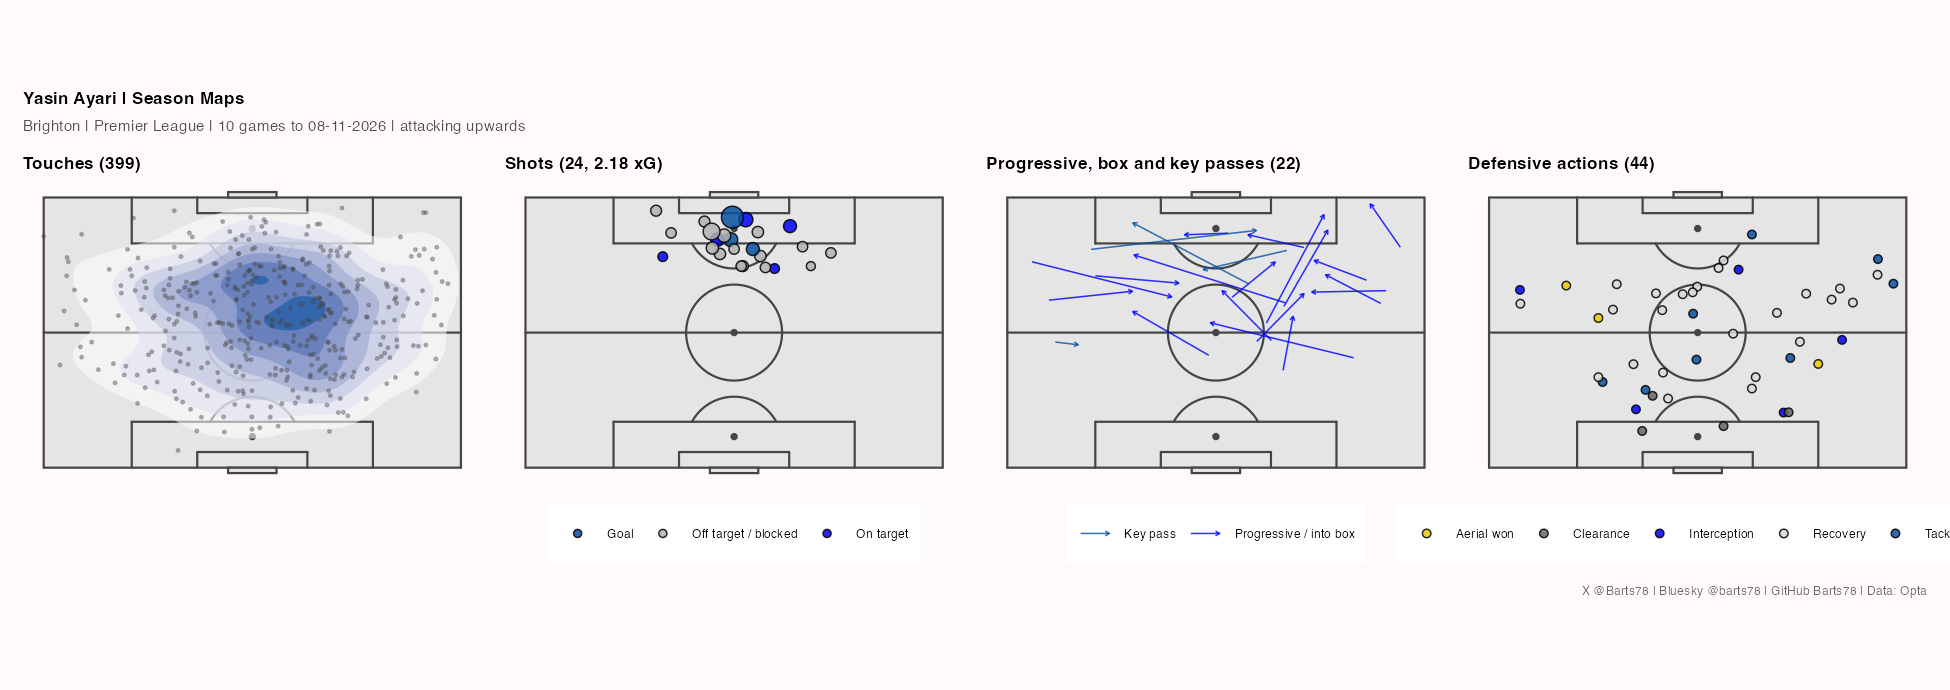 Yasin Ayari | Season Maps
Brighton | Premier League | 10 games to 08-11-2026 | attacking upwards
Touches (399)
Shots (24, 2.18 xG)
Progressive, box and key passes (22)
Defensive actions (44)
Goal
Off target / blocked
On target
Key pass
Progressive / into box
Aerial won
Clearance
Interception
Recovery
Tack
X @Barts78 | Bluesky @barts78 | GitHub Barts78 | Data: Opta